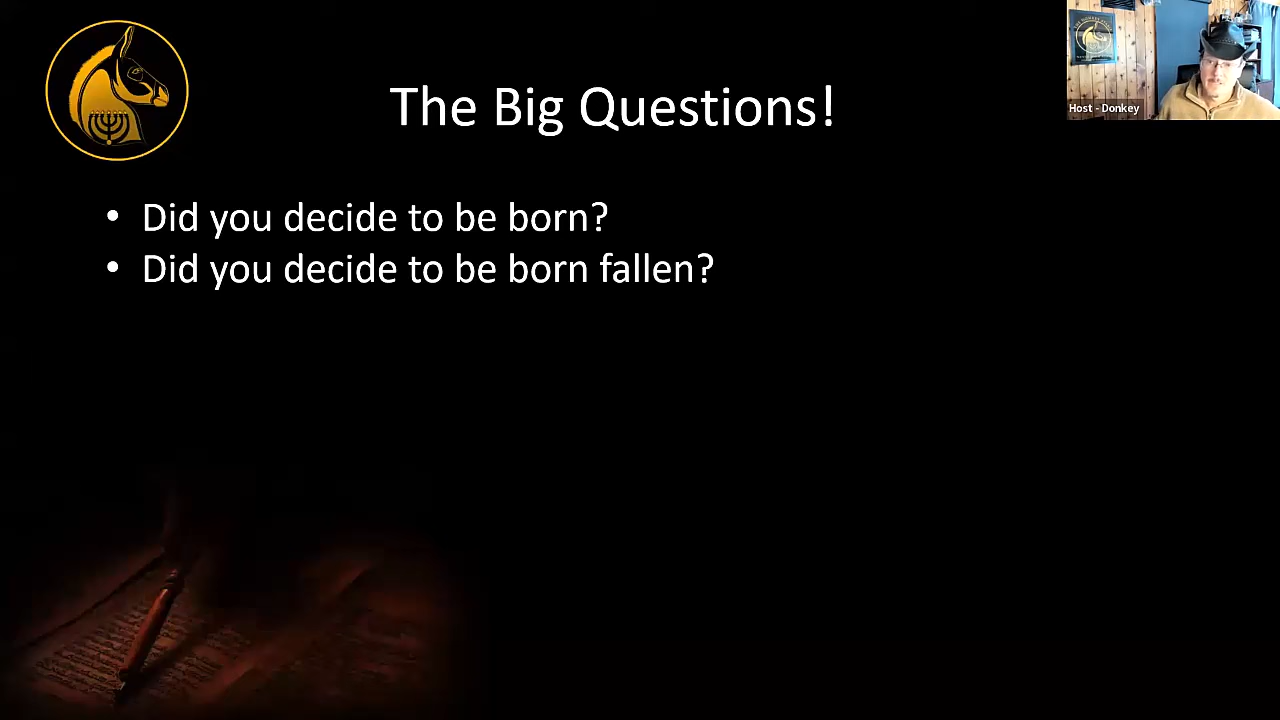 The Big Questions!
Host - Donkey
• Did you decide to be born?
• Did you decide to be born fallen?